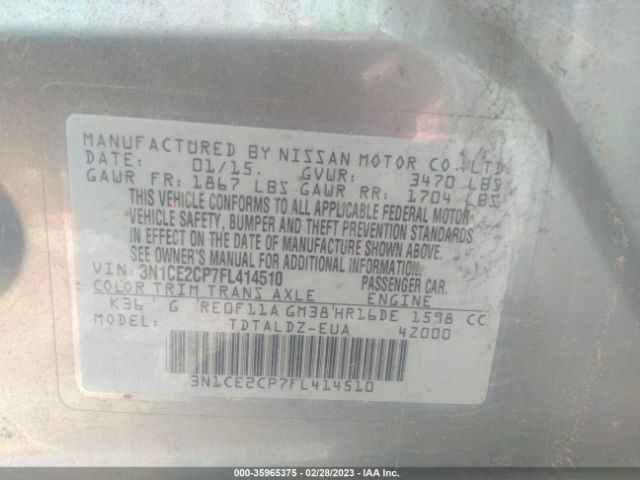 MANUFACTURED BY NISSAN MOTOR CO., LTD.
DATE: 01/15. GVWR: 3470 LBS
GAWR FR: 1867 LBS GAWR RR: 1704 LBS
THIS VEHICLE CONFORMS TO ALL APPLICABLE FEDERAL MOTOR
VEHICLE SAFETY, BUMPER AND THEFT PREVENTION STANDARDS
IN EFFECT ON THE DATE OF MANUFACTURE SHOWN ABOVE.
SEE OWNER'S MANUAL FOR ADDITIONAL INFORMATION.
VIN: 3N1CE2CP7FL414510 PASSENGER CAR.
COLOR TRIM TRANS AXLE ENGINE
K36 G RE0F11A GM38 HR16DE 1598 CC
MODEL: TDTALDZ-EUA 4Z000
3N1CE2CP7FL414510
000-35965375 | 02/28/2023 | IAA Inc.